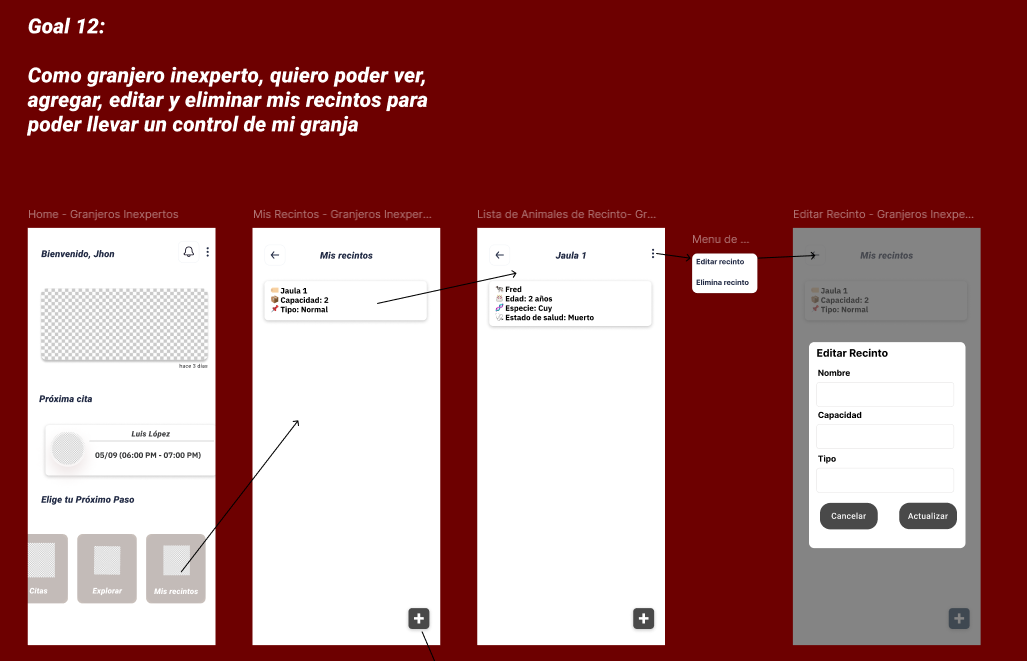 Goal 12:
Como granjero inexperto, quiero poder ver,
agregar, editar y eliminar mis recintos para
poder llevar un control de mi granja
Home - Granjeros Inexpertos
Bienvenido, Jhon
hace 3 días
Próxima cita
Luis López
05/09 (06:00 PM - 07:00 PM)
Elige tu Próximo Paso
Citas
Explorar
Mis recintos
Mis Recintos - Granjeros Inexper...
Mis recintos
Jaula 1
Capacidad: 2
Tipo: Normal
Lista de Animales de Recinto- Gr...
Jaula 1
Fred
Edad: 2 años
Especie: Cuy
Estado de salud: Muerto
Menu de ...
Editar recinto
Elimina recinto
Editar Recinto - Granjeros Inexpe...
Mis recintos
Jaula 1
Capacidad: 2
Tipo: Normal
Editar Recinto
Nombre
Capacidad
Tipo
Cancelar
Actualizar